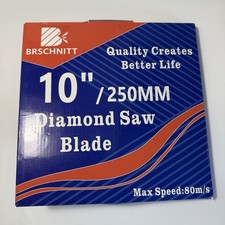 BRSCHNITT
Quality Creates
Better Life
10"/250MM
Diamond Saw
Blade
Max Speed:80m/s